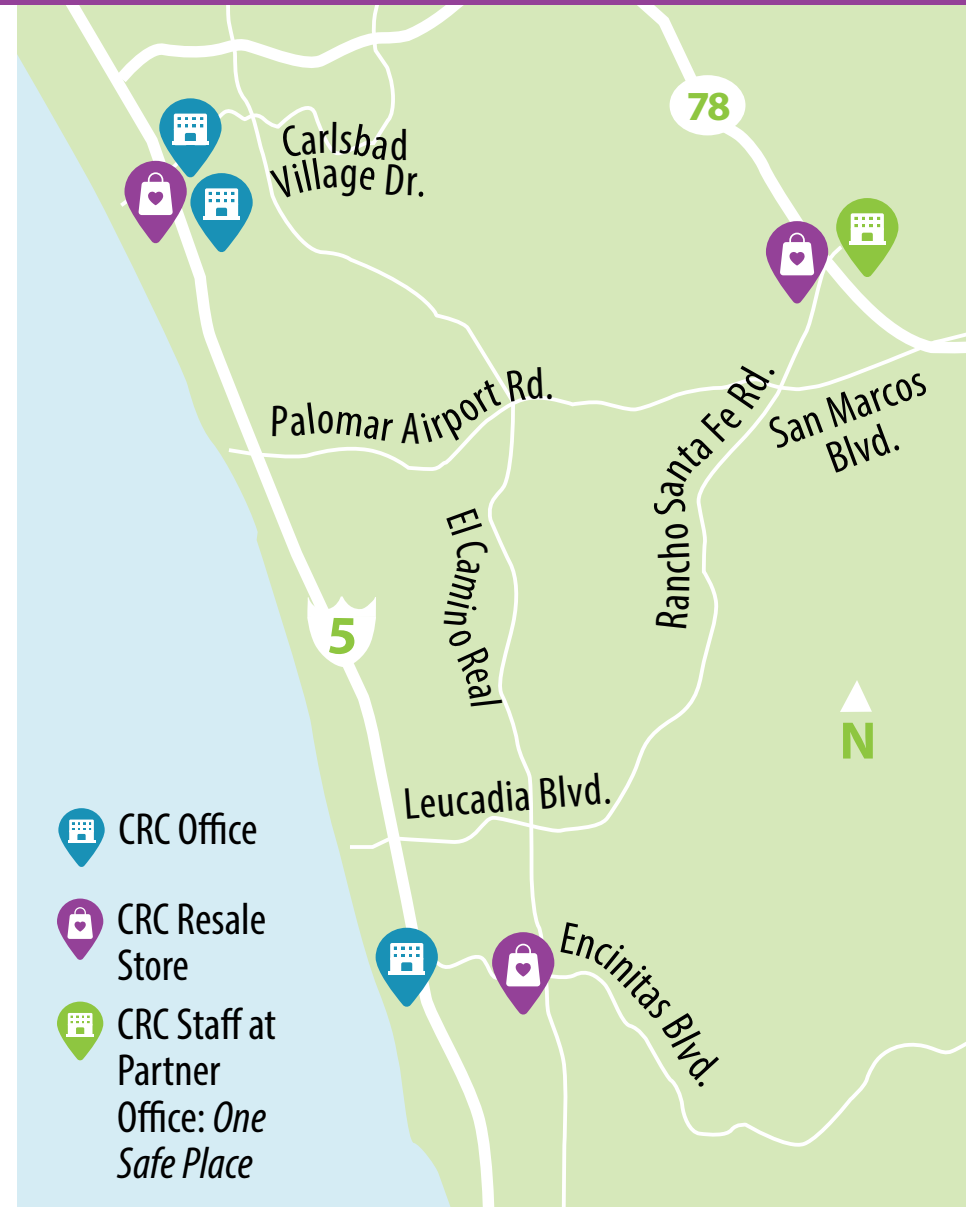 78
Carlsbad
Village Dr.
Palomar Airport Rd.
San Marcos
Blvd.
Rancho Santa Fe Rd.
El Camino Real
5
N
Leucadia Blvd.
Encinitas Blvd.
CRC Office
CRC Resale
Store
CRC Staff at
Partner
Office: One
Safe Place